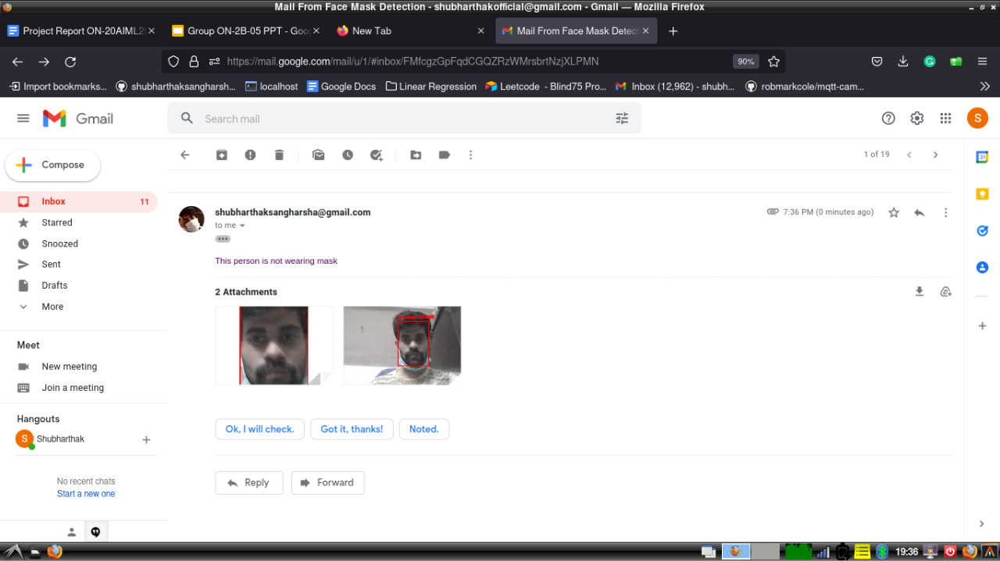 Mail From Face Mask Detection - shubharthakofficial@gmail.com - Gmail — Mozilla Firefox
Project Report ON-20AIML2
Group ON-2B-05 PPT - Goo
New Tab
Mail From Face Mask Detect
https://mail.google.com/mail/u/1/#inbox/FMfcgzGpFqdCGQZRzWMrsbrtNzjXLPMN
90%
Import bookmarks...
shubharthaksangharsh...
localhost
Google Docs
Linear Regression
Leetcode - Blind75 Pro...
Inbox (12,962) - shubh...
robmarkcole/mqtt-cam...
Gmail
Search mail
S
Compose
1 of 19
31
Inbox 11
Starred
Snoozed
Sent
Drafts
More
shubharthaksangharsha@gmail.com
7:36 PM (0 minutes ago)
to me
This person is not wearing mask
2 Attachments
Meet
New meeting
Join a meeting
Hangouts
S
Shubharthak
No recent chats
Start a new one
Ok, I will check.
Got it, thanks!
Noted.
Reply
Forward
19:36